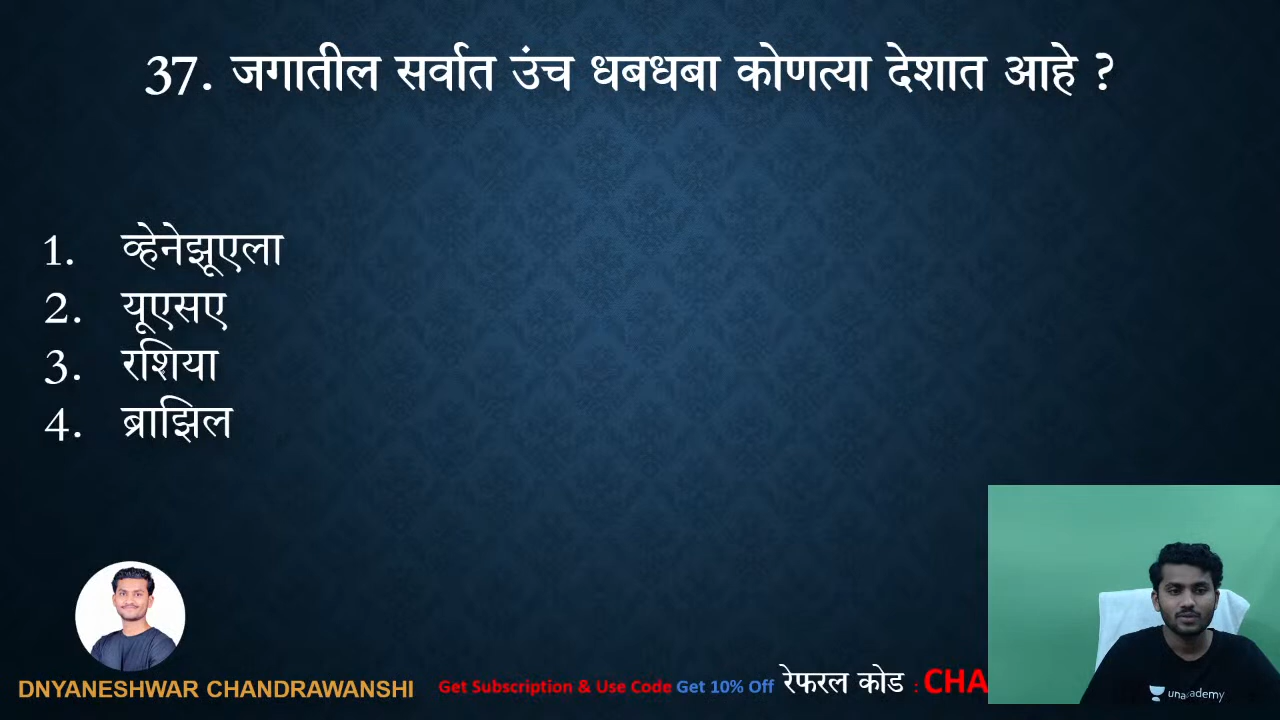 37. जगातील सर्वात उंच धबधबा कोणत्या देशात आहे ?
1. व्हेनेझूएला
2. यूएसए
3. रशिया
4. ब्राझिल
DNYANESHWAR CHANDRAWANSHI
Get Subscription & Use Code Get 10% Off रेफरल कोड : CHA
unacademy